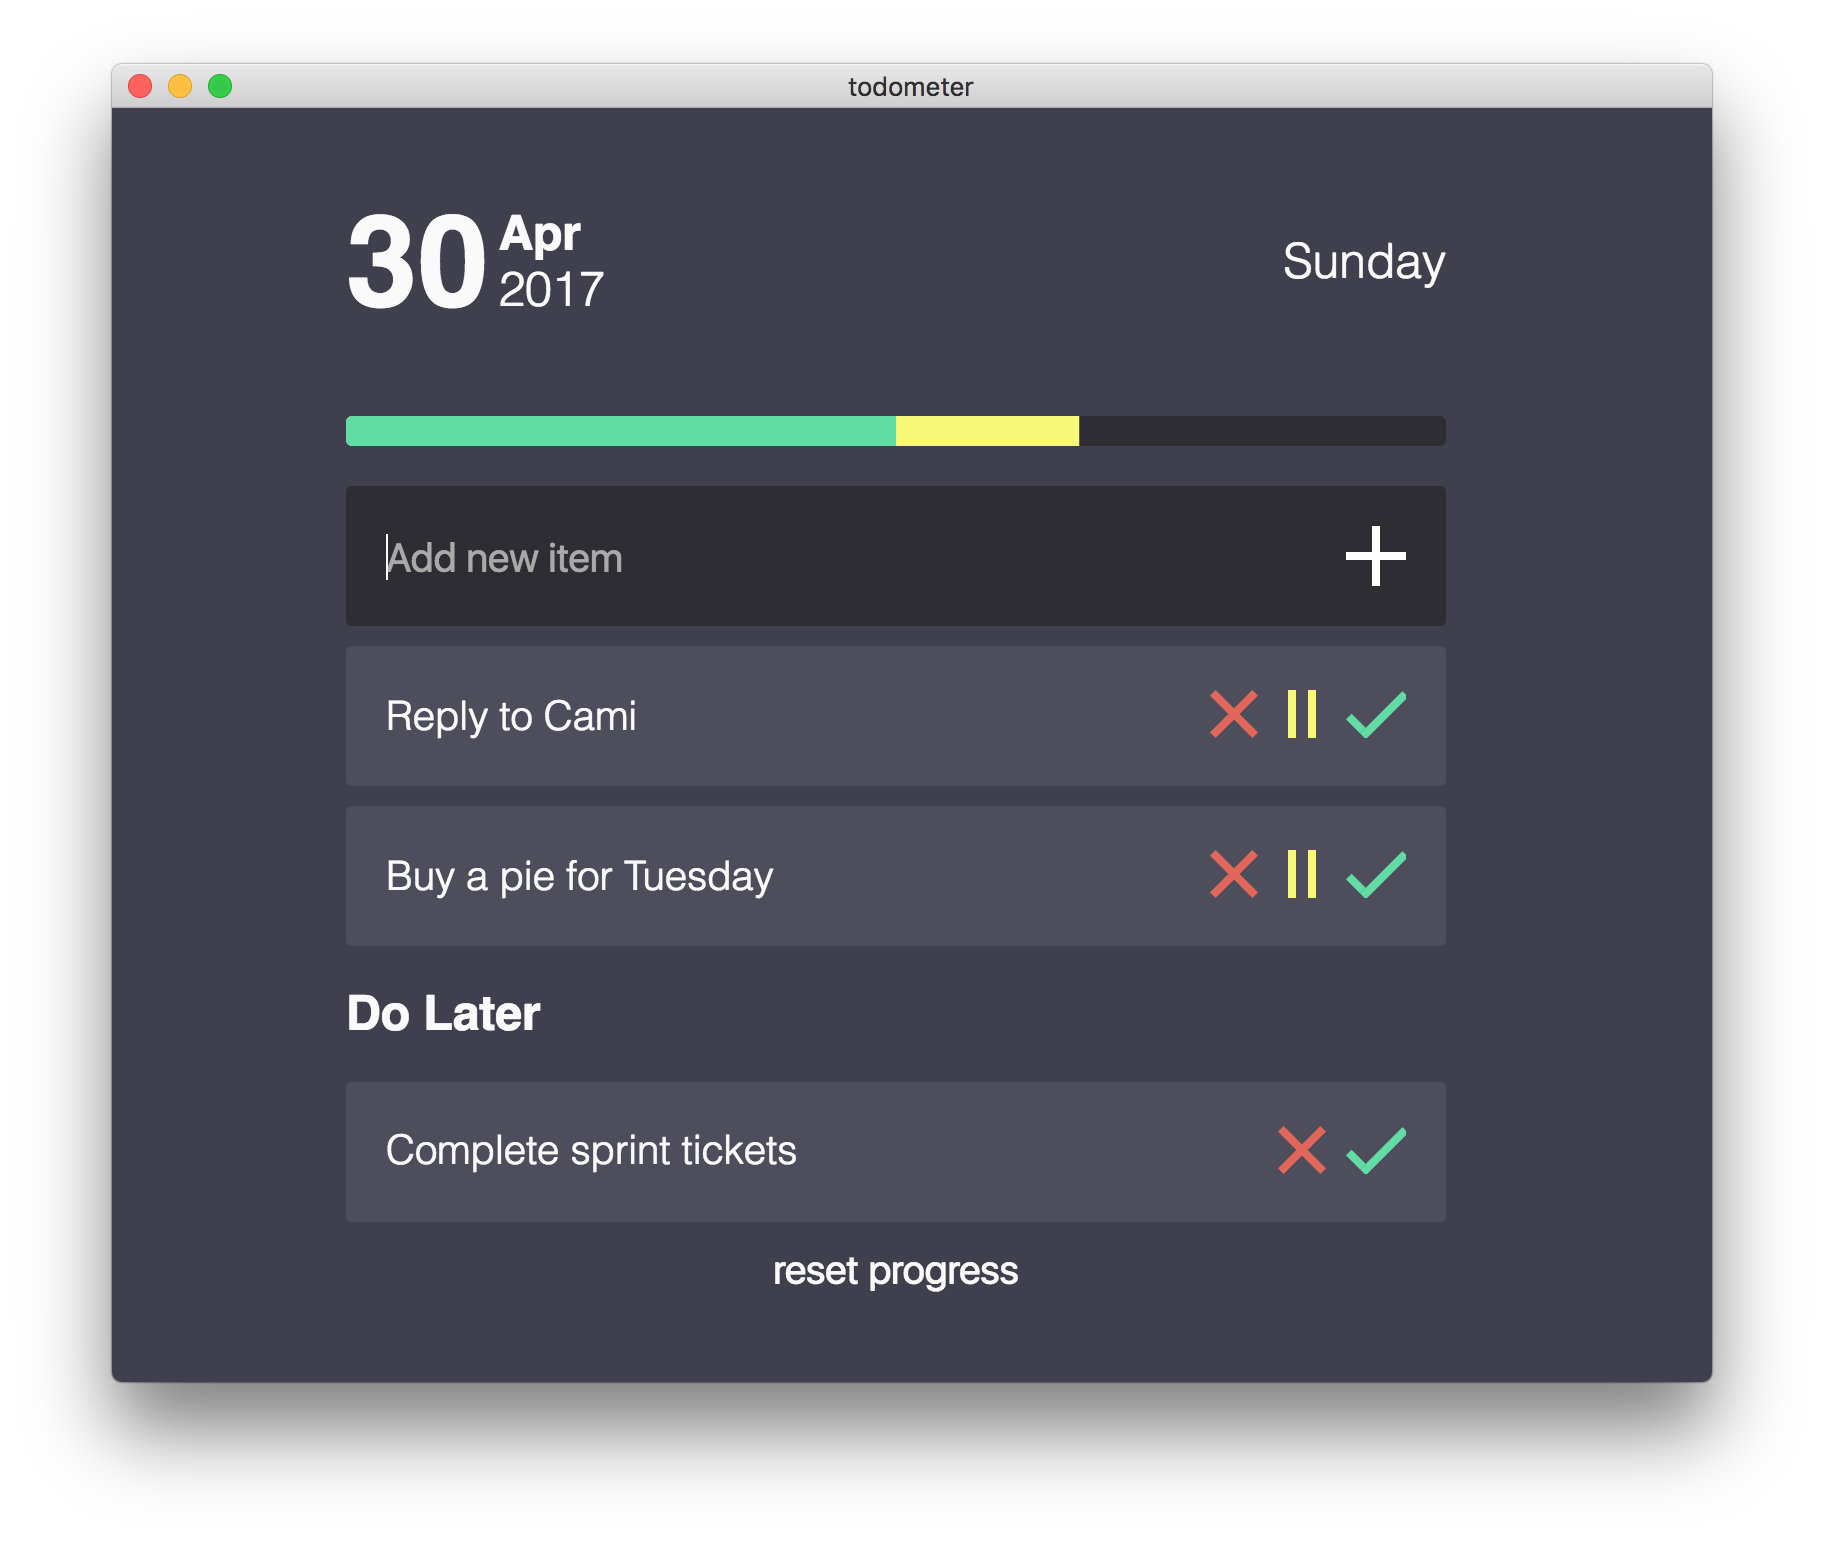 todometer
30
Apr
2017
Sunday
Add new item
Reply to Cami
Buy a pie for Tuesday
Do Later
Complete sprint tickets
reset progress